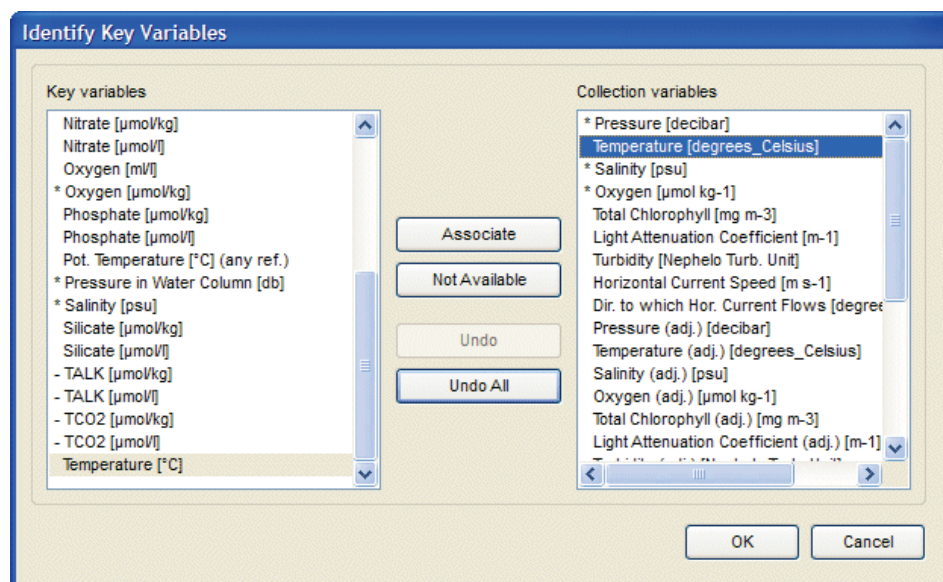 Identify Key Variables
Key variables
Nitrate [µmol/kg]
Nitrate [µmol/l]
Oxygen [ml/l]
* Oxygen [µmol/kg]
Phosphate [µmol/kg]
Phosphate [µmol/l]
Pot. Temperature [°C] (any ref.)
* Pressure in Water Column [db]
* Salinity [psu]
Silicate [µmol/kg]
Silicate [µmol/l]
- TALK [µmol/kg]
- TALK [µmol/l]
- TCO2 [µmol/kg]
- TCO2 [µmol/l]
Temperature [°C]
Associate
Not Available
Undo
Undo All
Collection variables
* Pressure [decibar]
Temperature [degrees_Celsius]
* Salinity [psu]
* Oxygen [µmol kg-1]
Total Chlorophyll [mg m-3]
Light Attenuation Coefficient [m-1]
Turbidity [Nephelo Turb. Unit]
Horizontal Current Speed [m s-1]
Dir. to which Hor. Current Flows [degree
Pressure (adj.) [decibar]
Temperature (adj.) [degrees_Celsius]
Salinity (adj.) [psu]
Oxygen (adj.) [µmol kg-1]
Total Chlorophyll (adj.) [mg m-3]
Light Attenuation Coefficient (adj.) [m-1]
OK
Cancel